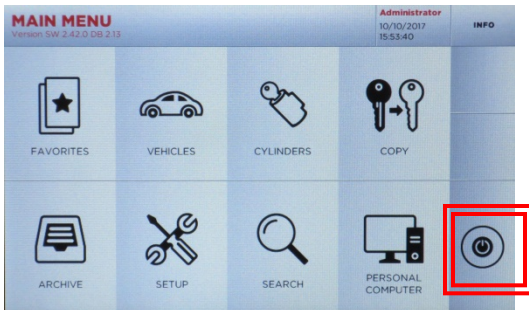 MAIN MENU
Version SW 2.42.0 DB 2.13
Administrator
10/10/2017
15:53:40
INFO
FAVORITES
VEHICLES
CYLINDERS
COPY
ARCHIVE
SETUP
SEARCH
PERSONAL
COMPUTER